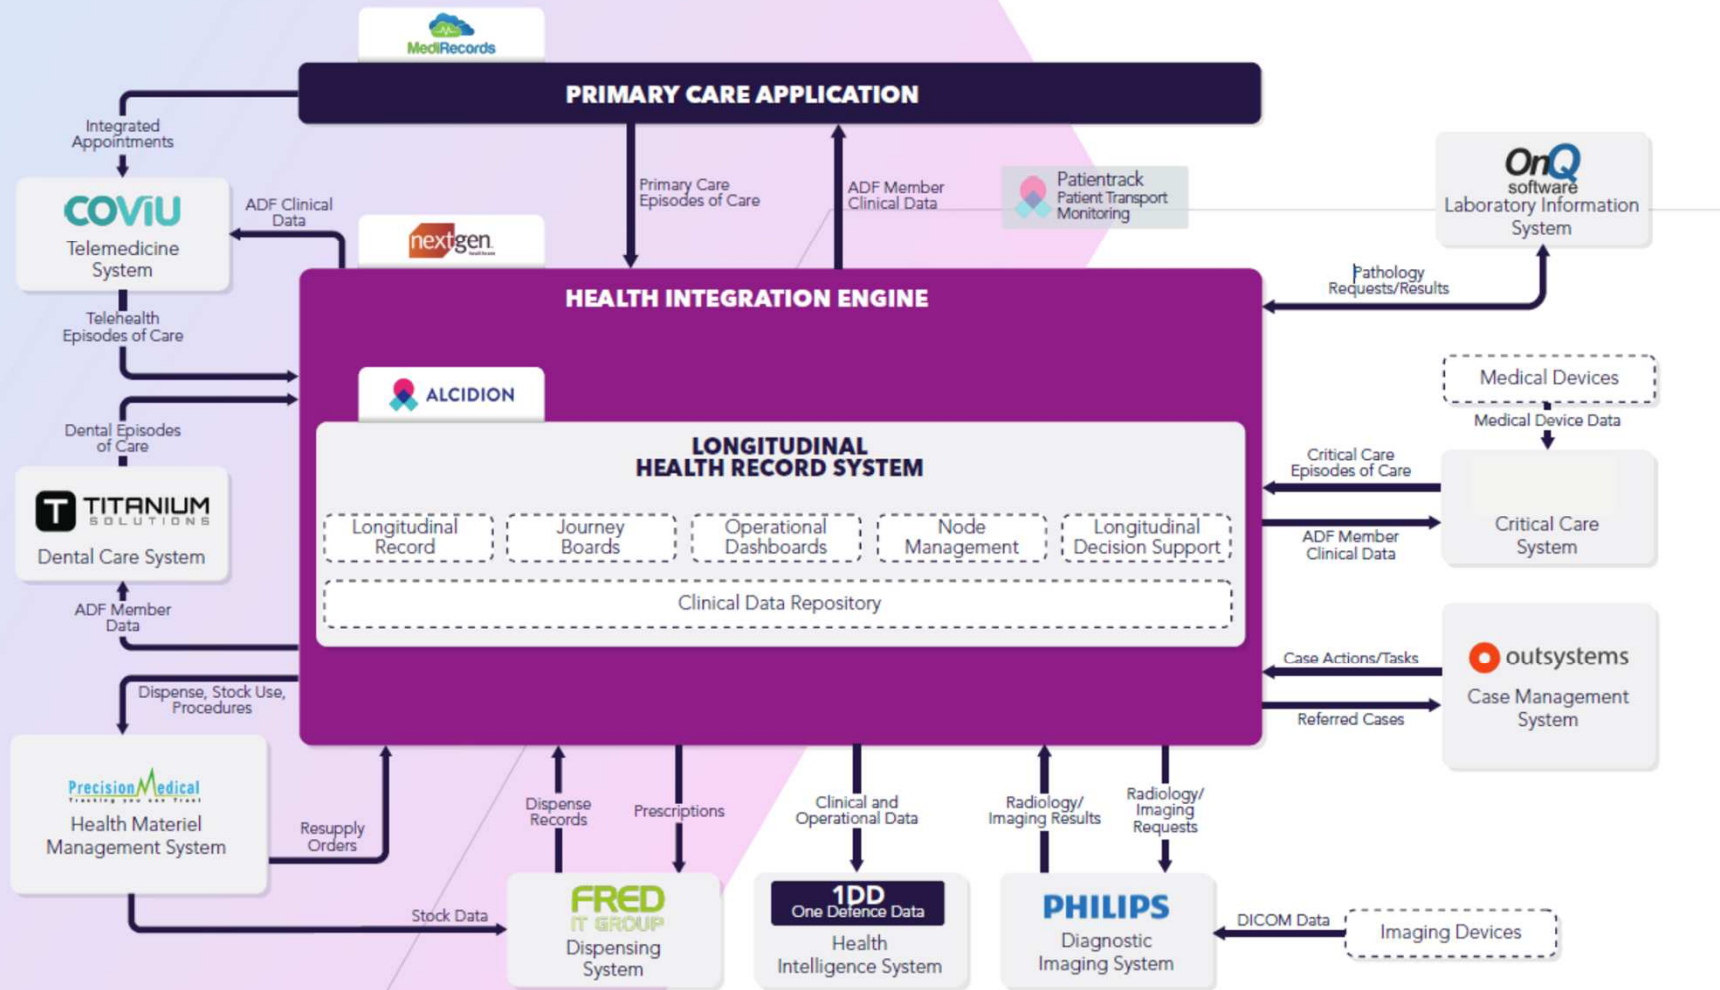 MediRecords
PRIMARY CARE APPLICATION
Integrated
Appointments
COVIU
Telemedicine
System
ADF Clinical
Data
Telehealth
Episodes of Care
Primary Care
Episodes of Care
ADF Member
Clinical Data
Patientrack
Patient Transport
Monitoring
OnQ
software
Laboratory Information
System
Pathology
Requests/Results
nextgen
healthcare
HEALTH INTEGRATION ENGINE
ALCIDION
LONGITUDINAL
HEALTH RECORD SYSTEM
Longitudinal
Record
Journey
Boards
Operational
Dashboards
Node
Management
Longitudinal
Decision Support
Clinical Data Repository
Dental Episodes
of Care
T TITANIUM
SOLUTIONS
Dental Care System
ADF Member
Data
Medical Devices
Medical Device Data
Critical Care
Episodes of Care
ADF Member
Clinical Data
Critical Care
System
Case Actions/Tasks
Referred Cases
outsystems
Case Management
System
Dispense, Stock Use,
Procedures
Precision Medical
Tracking you can Trust
Health Materiel
Management System
Resupply
Orders
Stock Data
Dispense
Records
Prescriptions
FRED
IT GROUP
Dispensing
System
Clinical and
Operational Data
1DD
One Defence Data
Health
Intelligence System
Radiology/
Imaging Results
Radiology/
Imaging
Requests
PHILIPS
Diagnostic
Imaging System
DICOM Data
Imaging Devices